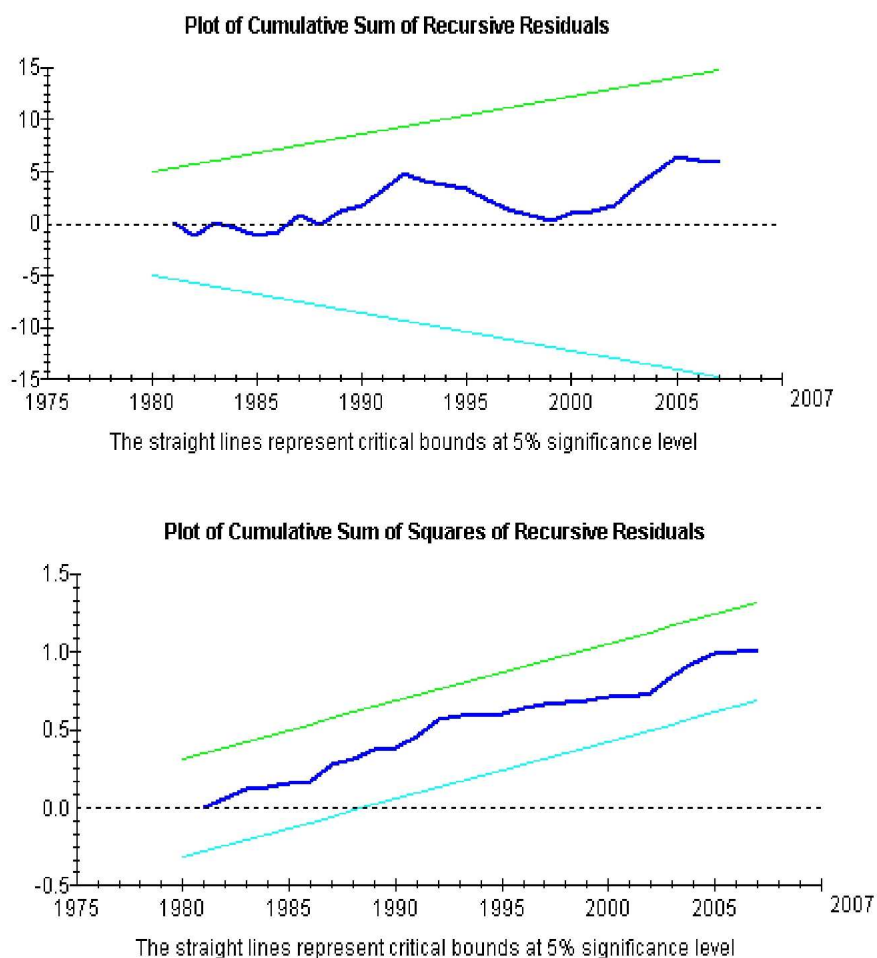 Plot of Cumulative Sum of Recursive Residuals
15
10
5
0
-5
-10
-15
1975 1980 1985 1990 1995 2000 2005 2007
The straight lines represent critical bounds at 5% significance level
Plot of Cumulative Sum of Squares of Recursive Residuals
1.5
1.0
0.5
0.0
-0.5
1975 1980 1985 1990 1995 2000 2005 2007
The straight lines represent critical bounds at 5% significance level